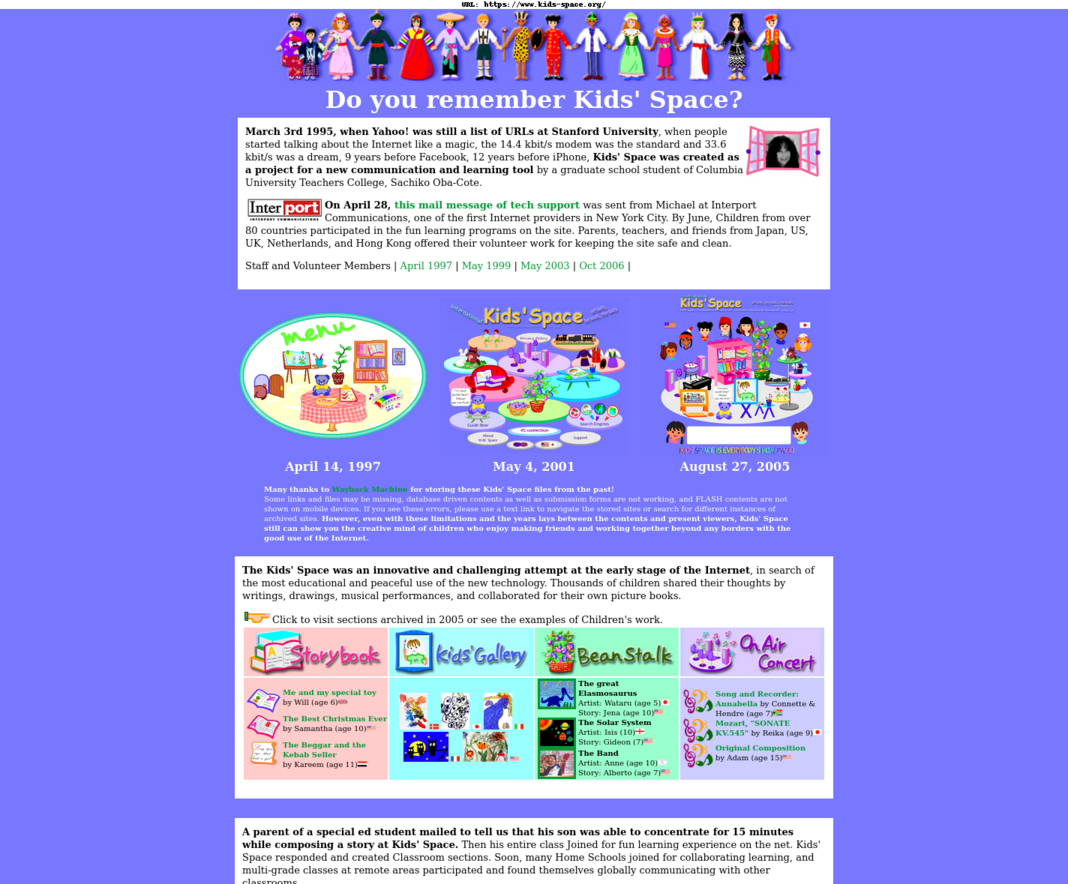 URL: https://www.kids-space.org/
Do you remember Kids' Space?
March 3rd 1995, when Yahoo! was still a list of URLs at Stanford University, when people
started talking about the Internet like a magic, the 14.4 kbit/s modem was the standard and 33.6
kbit/s was a dream, 9 years before Facebook, 12 years before iPhone, Kids' Space was created as
a project for a new communication and learning tool by a graduate school student of Columbia
University Teachers College, Sachiko Oba-Cote.
Inter port
INTERPORT COMMUNICATIONS
On April 28, this mail message of tech support was sent from Michael at Interport
Communications, one of the first Internet providers in New York City. By June, Children from over
80 countries participated in the fun learning programs on the site. Parents, teachers, and friends from Japan, US,
UK, Netherlands, and Hong Kong offered their volunteer work for keeping the site safe and clean.
Staff and Volunteer Members | April 1997 | May 1999 | May 2003 | Oct 2006 |
menu
International
Kids' Space
Privacy Policy
Guide Bear
Search Engines
KS connection
About
Kids' Space
Support
Kids' Space
KIDS' SPACE IS EVERYBODY'S HOMEPAGE!
April 14, 1997
May 4, 2001
August 27, 2005
Many thanks to Wayback Machine for storing these Kids' Space files from the past!
Some links and files may be missing, database driven contents as well as submission forms are not working, and FLASH contents are not
shown on mobile devices. If you see these errors, please use a text link to navigate the stored sites or search for different instances of
archived sites. However, even with these limitations and the years lays between the contents and present viewers, Kids' Space
still can show you the creative mind of children who enjoy making friends and working together beyond any borders with the
good use of the Internet.
The Kids' Space was an innovative and challenging attempt at the early stage of the Internet, in search of
the most educational and peaceful use of the new technology. Thousands of children shared their thoughts by
writings, drawings, musical performances, and collaborated for their own picture books.
Click to visit sections archived in 2005 or see the examples of Children's work.
Storybook
Kids' Gallery
BeanStalk
On Air
Concert
Me and my special toy
by Will (age 6)
The Best Christmas Ever
by Samantha (age 10)
The Beggar and the
Kebab Seller
by Kareem (age 11)
The great
Elasmosaurus
Artist: Wataru (age 5)
Story: Jena (age 10)
The Solar System
Artist: Isis (10)
Story: Gideon (7)
The Band
Artist: Anne (age 10)
Story: Alberto (age 7)
Song and Recorder:
Annabella by Connette &
Hendre (age 7)
Mozart, "SONATE
KV.545" by Reika (age 9)
Original Composition
by Adam (age 15)
A parent of a special ed student mailed to tell us that his son was able to concentrate for 15 minutes
while composing a story at Kids' Space. Then his entire class Joined for fun learning experience on the net. Kids'
Space responded and created Classroom sections. Soon, many Home Schools joined for collaborating learning, and
multi-grade classes at remote areas participated and found themselves globally communicating with other
classrooms.